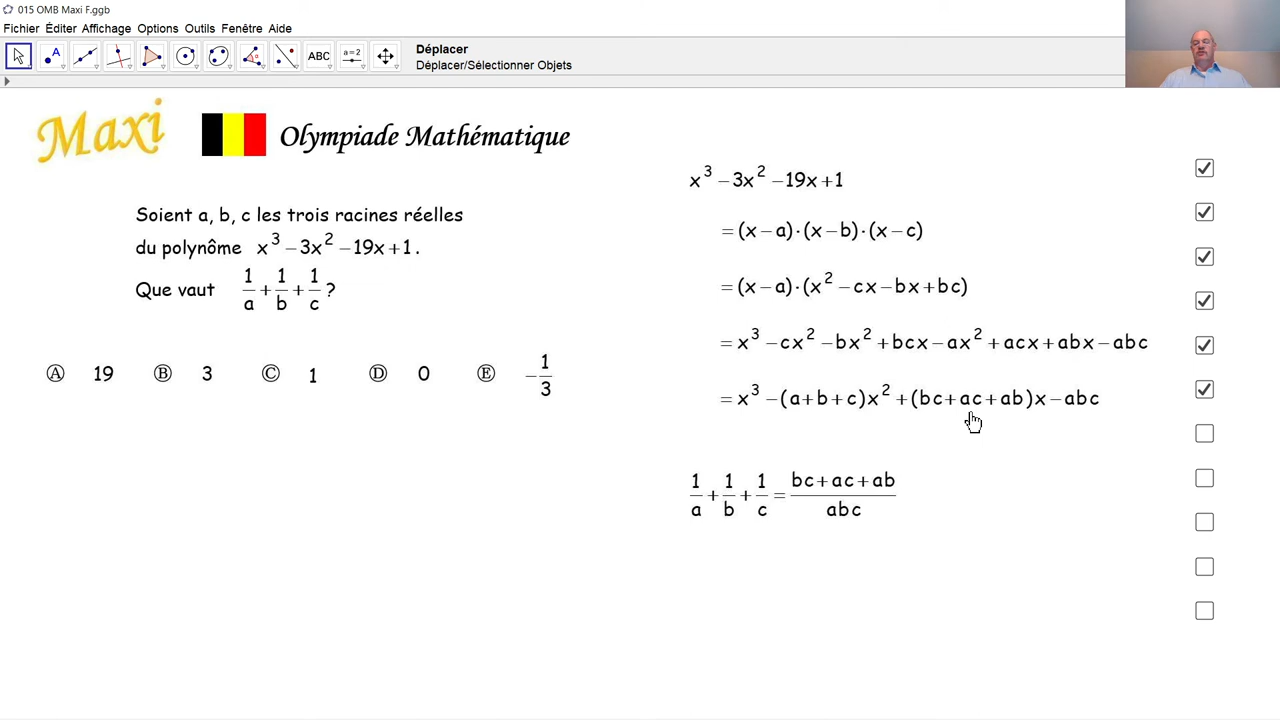 015 OMB Maxi F.ggb
Fichier Éditer Affichage Options Outils Fenêtre Aide
A ABC a=2 Déplacer
Déplacer/Sélectionner Objets
Maxi Olympiade Mathématique
Soient a, b, c les trois racines réelles
du polynôme x³ −3x² −19x +1 .
Que vaut 1/a + 1/b + 1/c ?
Ⓐ 19 Ⓑ 3 Ⓒ 1 Ⓓ 0 Ⓔ −1/3
x³ −3x² −19x +1
= (x−a)·(x−b)·(x−c)
= (x−a)·(x² −cx−bx+bc)
= x³ −cx² −bx² +bcx−ax² +acx+abx−abc
= x³ −(a+b+c)x² +(bc+ac+ab)x−abc
1/a + 1/b + 1/c = (bc+ac+ab)/abc